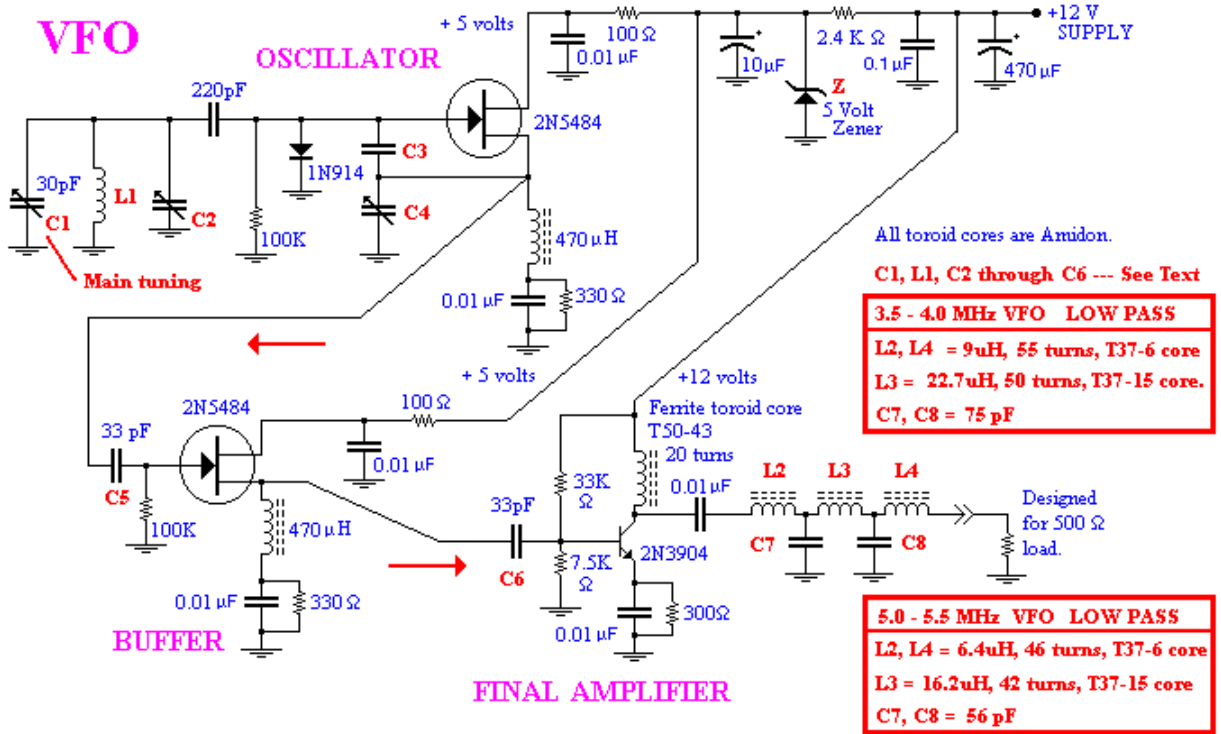 VFO
OSCILLATOR
+ 5 volts
100 Ω
0.01 µF
10µF
2.4 K Ω
0.1µF
+12 V
SUPPLY
470 µF
Z
5 Volt
Zener
220pF
2N5484
30pF
C1
L1
C2
100K
1N914
C3
C4
470 µH
Main tuning
0.01 µF
330 Ω
All toroid cores are Amidon.
C1, L1, C2 through C6 --- See Text
3.5 - 4.0 MHz VFO LOW PASS
L2, L4 = 9uH, 55 turns, T37-6 core
L3 = 22.7uH, 50 turns, T37-15 core.
C7, C8 = 75 pF
+ 5 volts
+12 volts
2N5484
100 Ω
33 pF
C5
100K
0.01 µF
470 µH
0.01 µF
330 Ω
BUFFER
Ferrite toroid core
T50-43
20 turns
33K
Ω
33pF
C6
7.5K
Ω
0.01 µF
2N3904
0.01 µF
300Ω
L2
L3
L4
C7
C8
Designed
for 500 Ω
load.
FINAL AMPLIFIER
5.0 - 5.5 MHz VFO LOW PASS
L2, L4 = 6.4uH, 46 turns, T37-6 core
L3 = 16.2uH, 42 turns, T37-15 core
C7, C8 = 56 pF